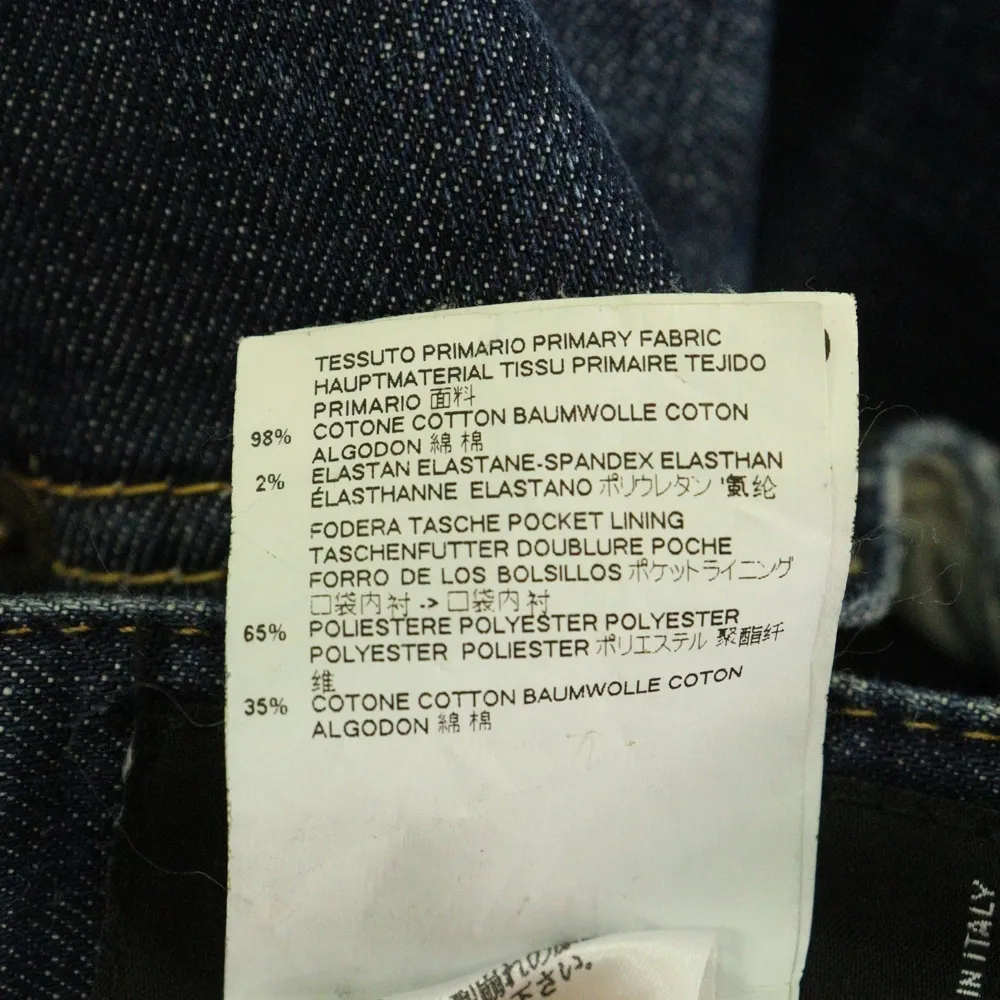 TESSUTO PRIMARIO PRIMARY FABRIC
HAUPTMATERIAL TISSU PRIMAIRE TEJIDO
PRIMARIO 面料
98% COTONE COTTON BAUMWOLLE COTON
ALGODON 綿 棉
2% ELASTAN ELASTANE-SPANDEX ELASTHAN
ÉLASTHANNE ELASTANO ポリウレタン '氨纶
FODERA TASCHE POCKET LINING
TASCHENFUTTER DOUBLURE POCHE
FORRO DE LOS BOLSILLOS ポケットライニング
口袋内衬 -> 口袋内衬
65% POLIESTERE POLYESTER POLYESTER
POLYESTER POLIESTER ポリエステル 聚酯纤
维
35% COTONE COTTON BAUMWOLLE COTON
ALGODON 綿 棉
さい。
IN ITALY